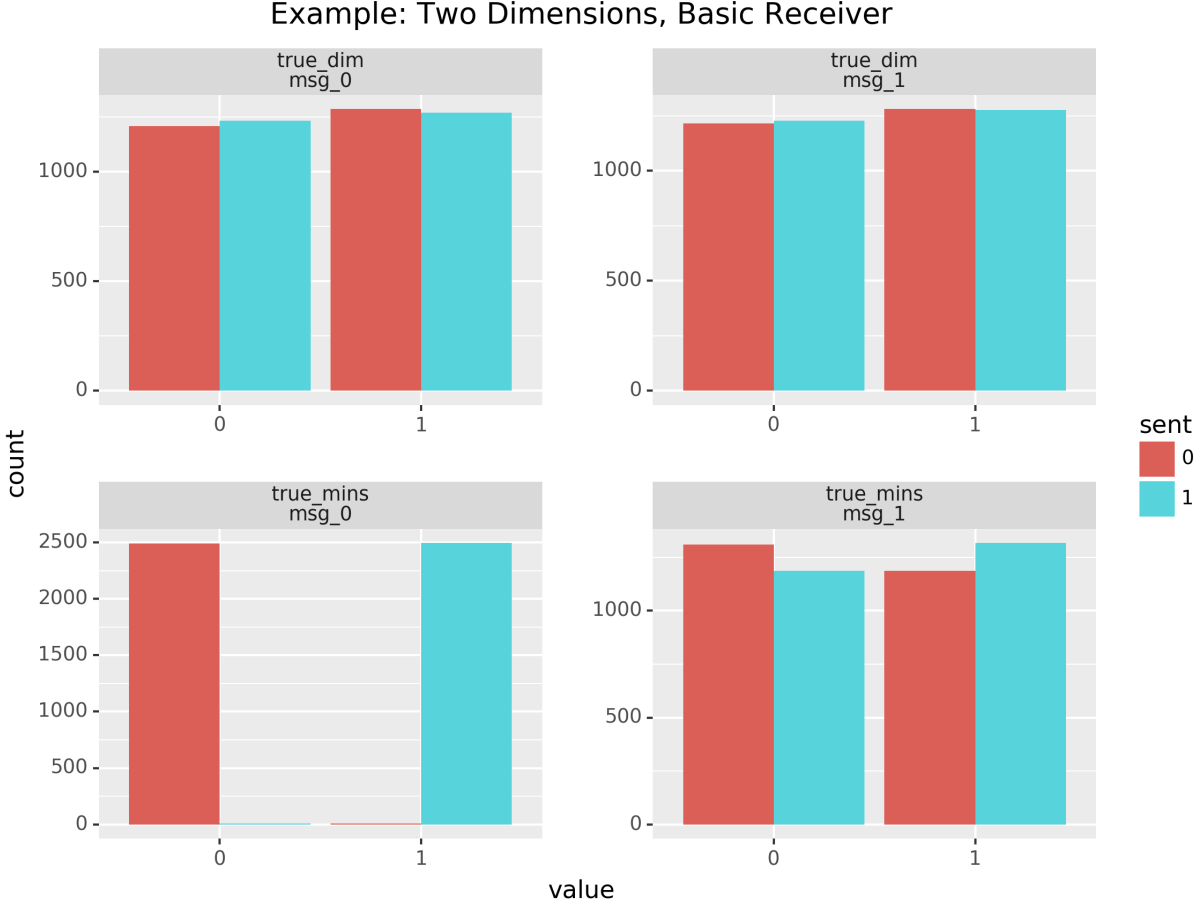 Example: Two Dimensions, Basic Receiver
true_dim
msg_0
true_dim
msg_1
1000
500
0
0 1
1000
500
0
0 1
count
true_mins
msg_0
true_mins
msg_1
2500
2000
1500
1000
500
0
0 1
1000
500
0
0 1
value
sent
0
1